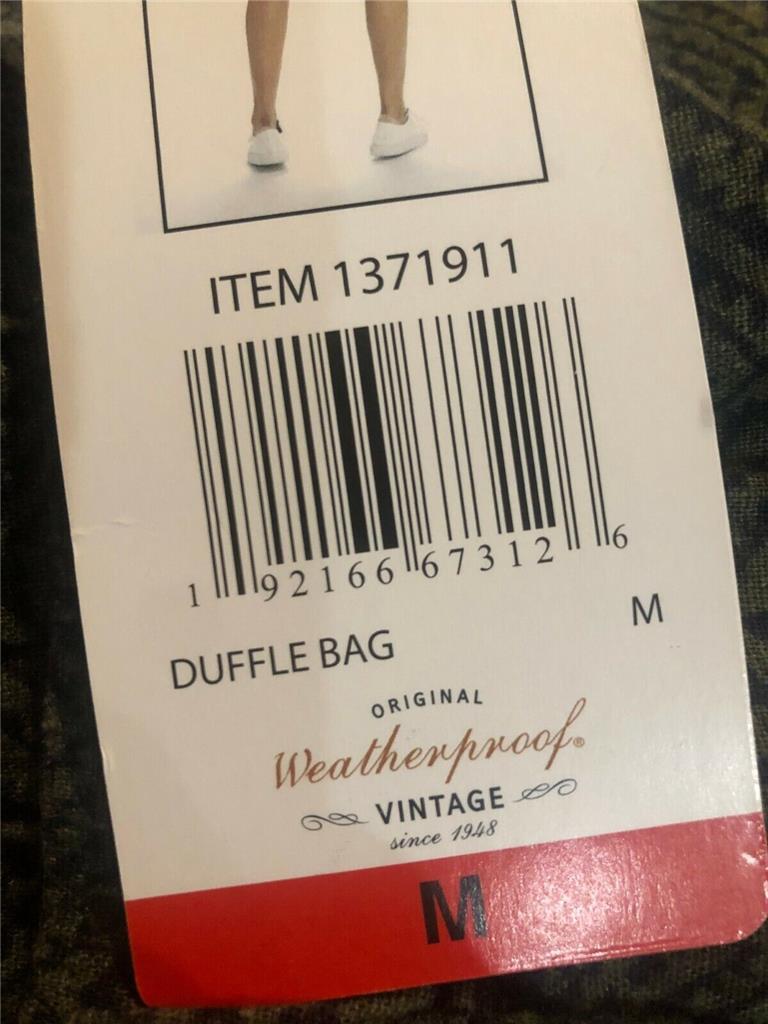 ITEM 1371911
1 92166 67312 6
DUFFLE BAG M
ORIGINAL
Weatherproof®
VINTAGE
since 1948
M